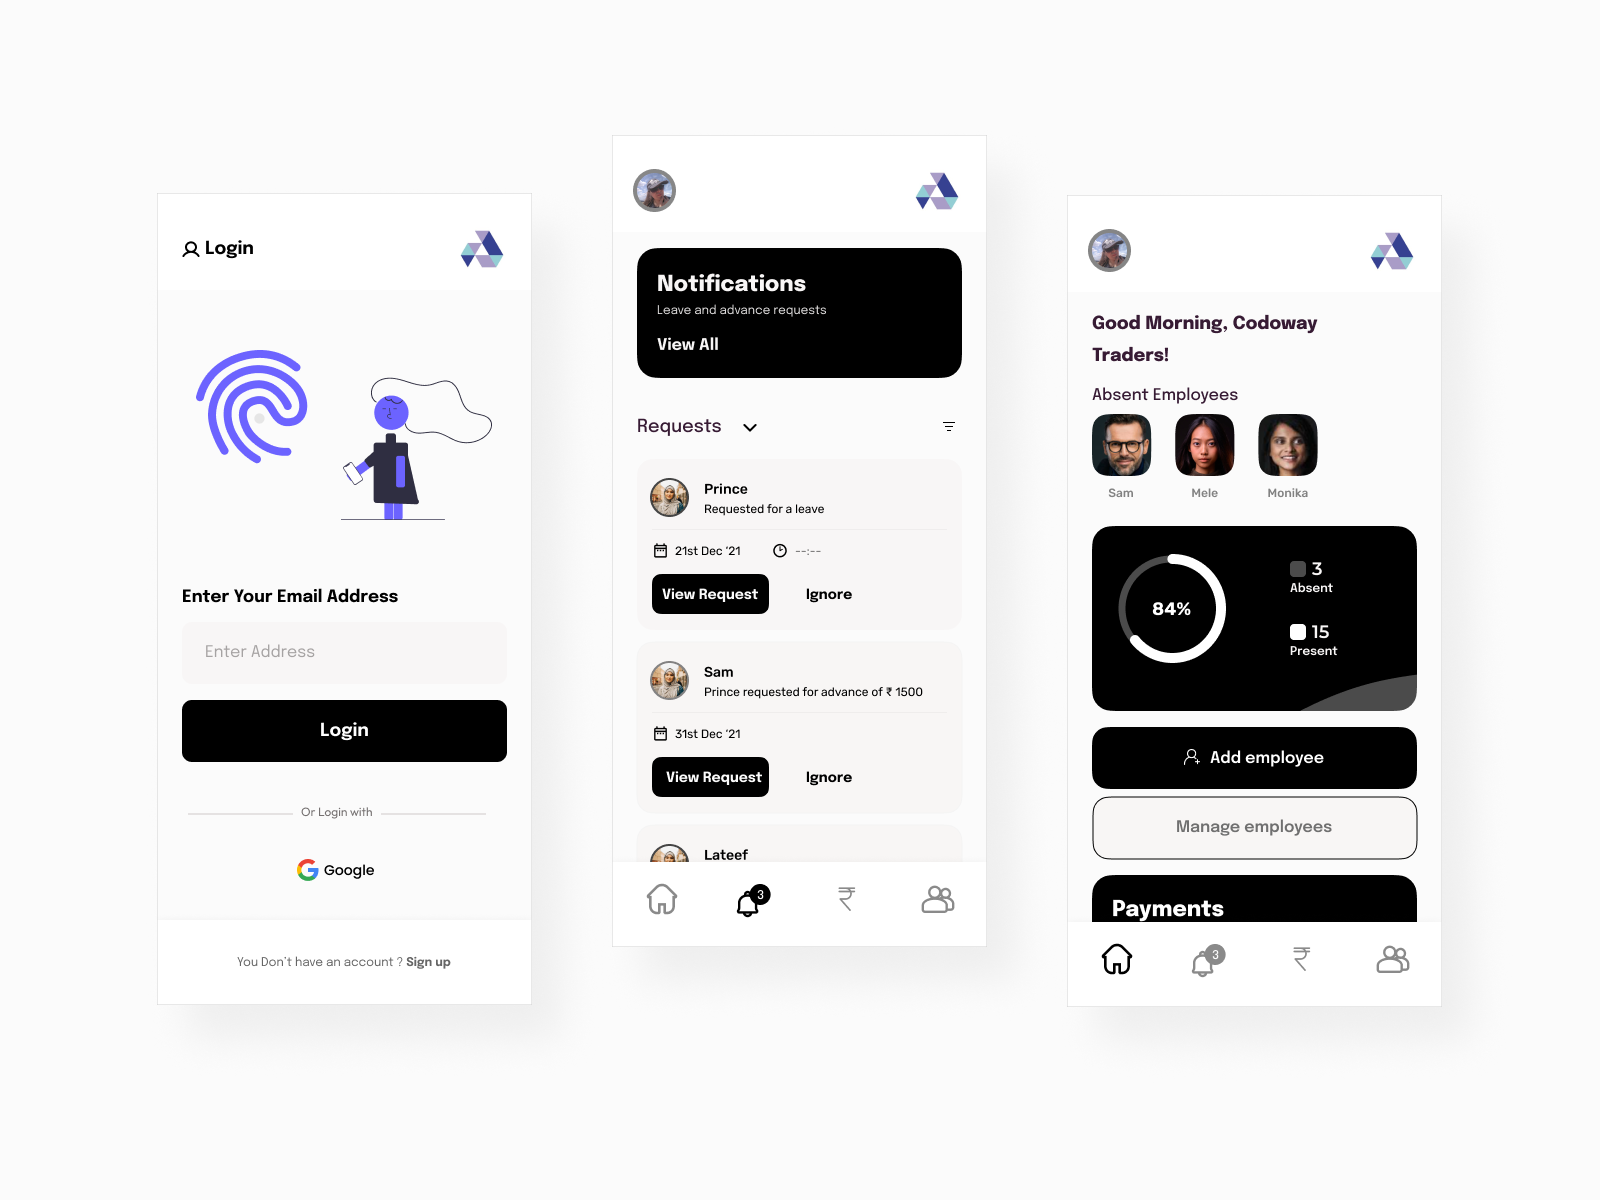 Login
Enter Your Email Address
Enter Address
Login
Or Login with
Google
You Don't have an account ? Sign up
Notifications
Leave and advance requests
View All
Requests
Prince
Requested for a leave
21st Dec '21 --:--
View Request Ignore
Sam
Prince requested for advance of ₹ 1500
31st Dec '21
View Request Ignore
Lateef
3
₹
Good Morning, Codoway
Traders!
Absent Employees
Sam Mele Monika
84%
3
Absent
15
Present
Add employee
Manage employees
Payments
3
₹